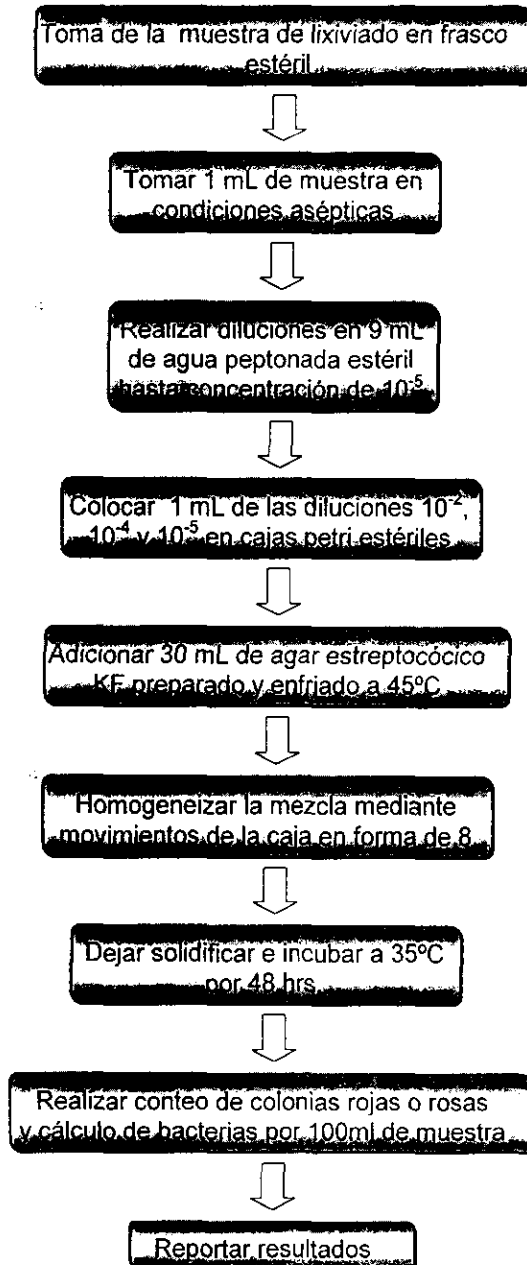 Toma de la muestra de lixiviado en frasco
estéril
Tomar 1 mL de muestra en
condiciones asépticas
Realizar diluciones en 9 mL
de agua peptonada estéril
hasta concentración de 10⁻⁵
Colocar 1 mL de las diluciones 10⁻²,
10⁻⁴ y 10⁻⁵ en cajas petri estériles
Adicionar 30 mL de agar estreptocócico
KF preparado y enfriado a 45ºC
Homogeneizar la mezcla mediante
movimientos de la caja en forma de 8
Dejar solidificar e incubar a 35ºC
por 48 hrs
Realizar conteo de colonias rojas o rosas
y cálculo de bacterias por 100ml de muestra
Reportar resultados